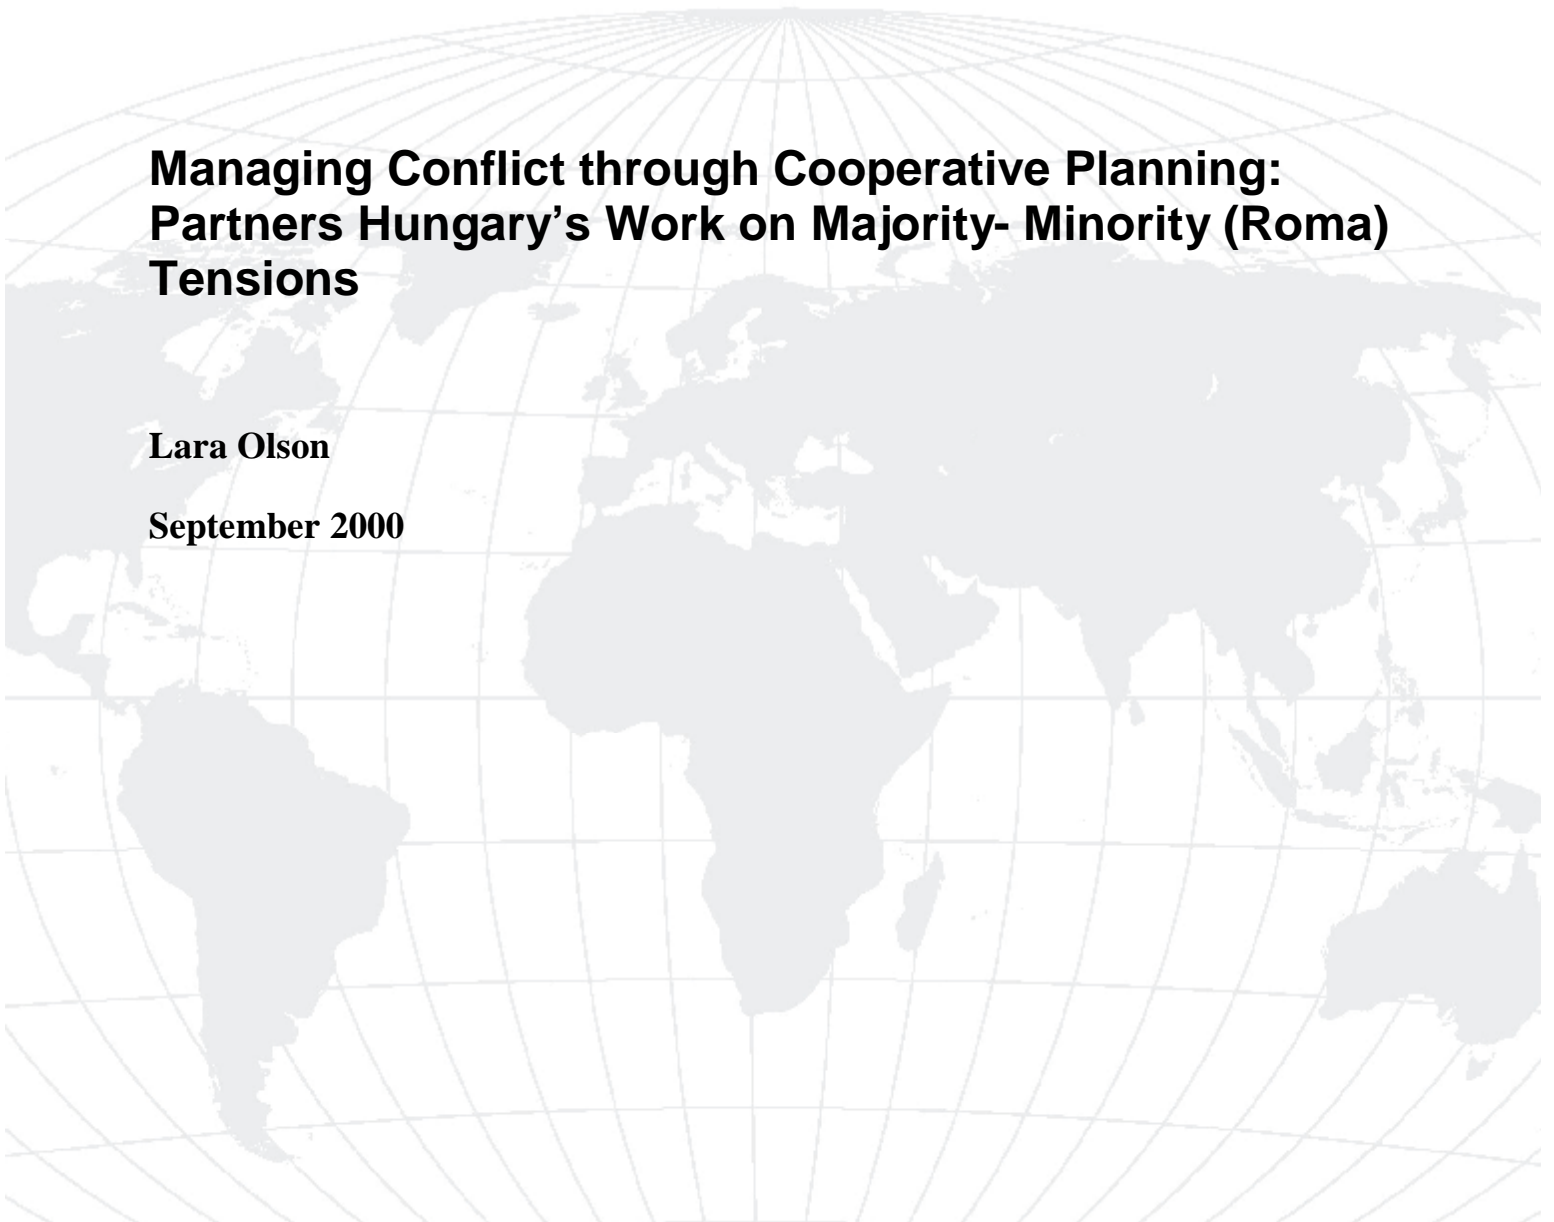 Managing Conflict through Cooperative Planning:
Partners Hungary’s Work on Majority- Minority (Roma)
Tensions
Lara Olson
September 2000